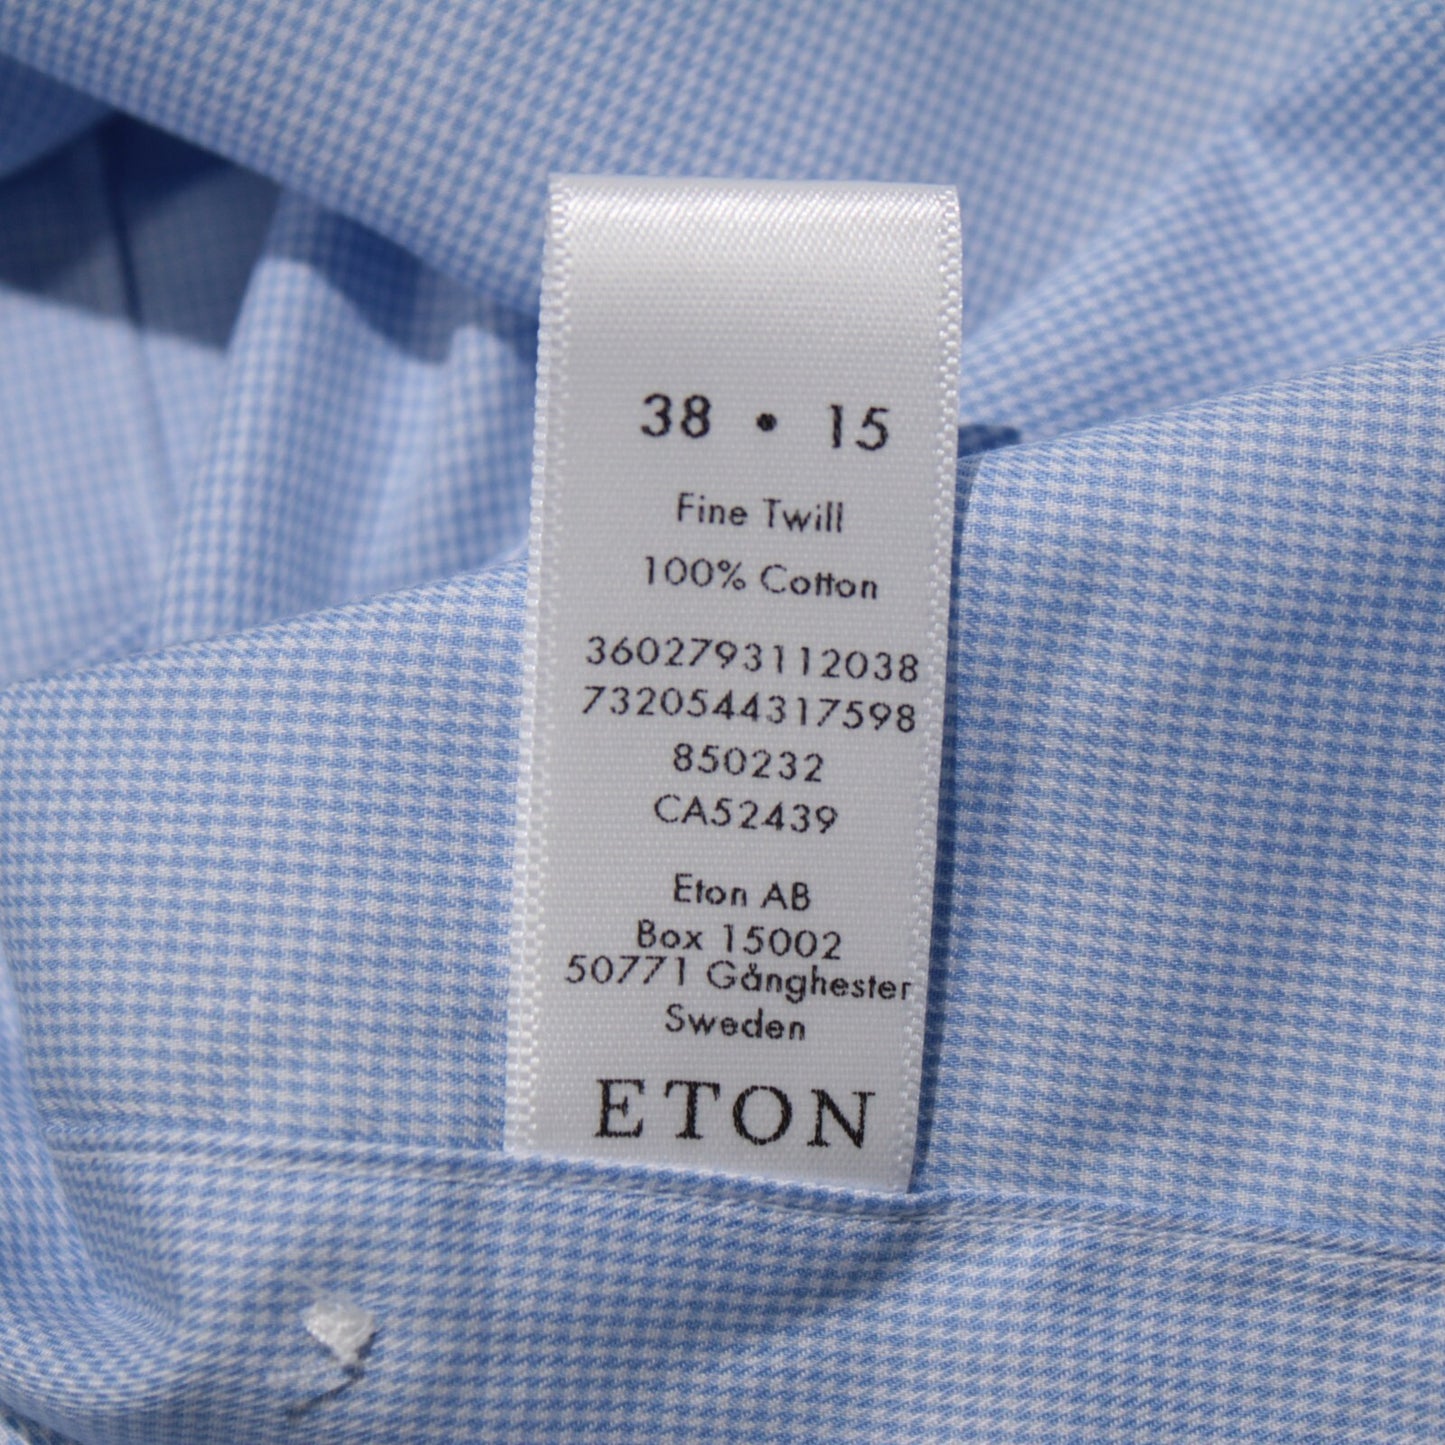 38 • 15
Fine Twill
100% Cotton
3602793112038
7320544317598
850232
CA52439
Eton AB
Box 15002
50771 Gånghester
Sweden
ETON